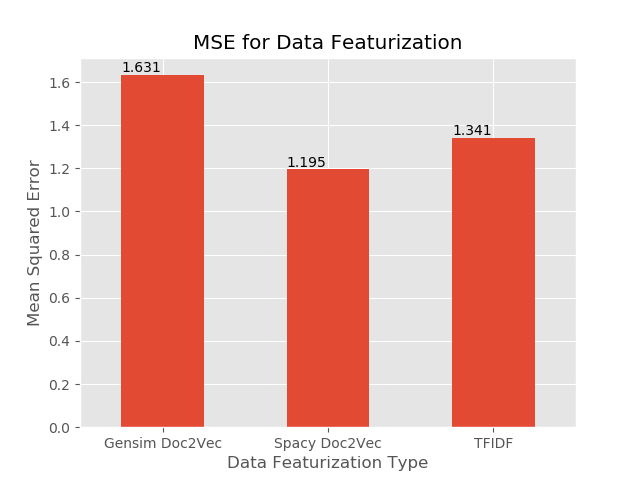 MSE for Data Featurization
1.631
1.195
1.341
1.6
1.4
1.2
1.0
0.8
0.6
0.4
0.2
0.0
Mean Squared Error
Gensim Doc2Vec
Spacy Doc2Vec
TFIDF
Data Featurization Type